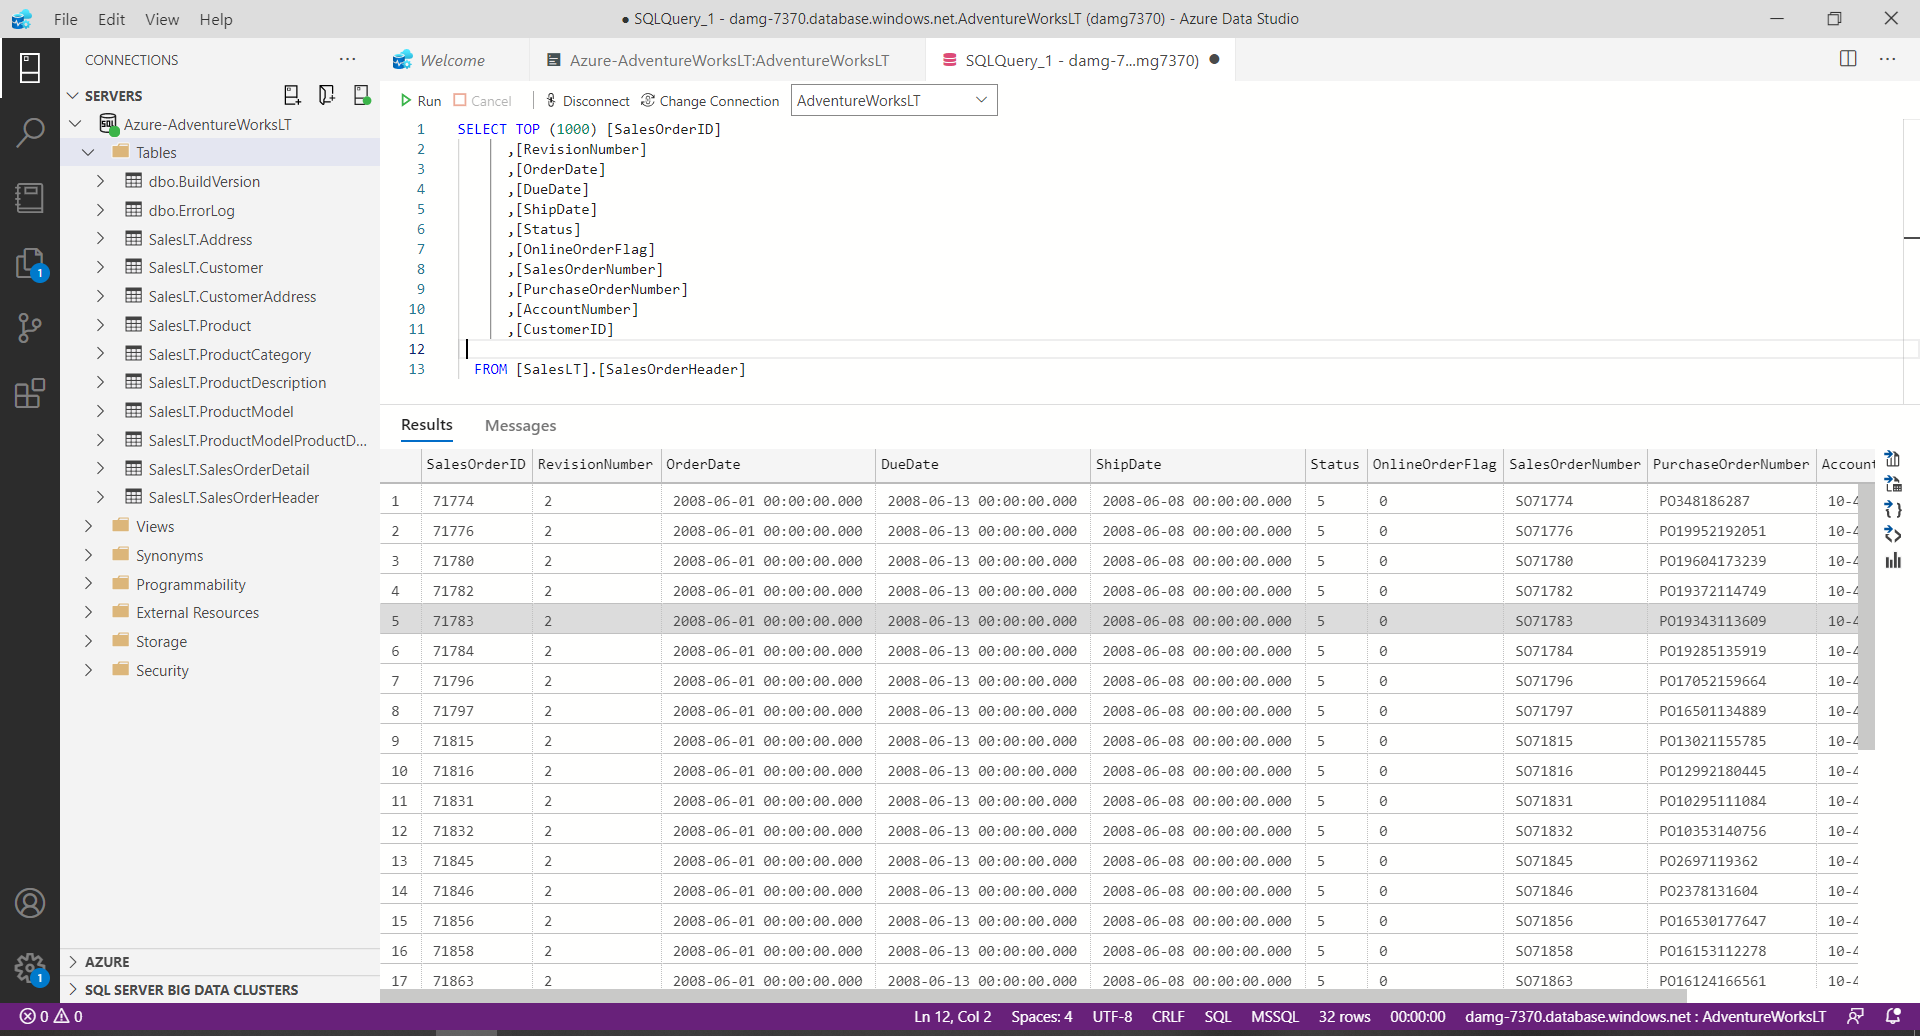 File Edit View Help
● SQLQuery_1 - damg-7370.database.windows.net.AdventureWorksLT (damg7370) - Azure Data Studio
CONNECTIONS
SERVERS
Azure-AdventureWorksLT
Tables
dbo.BuildVersion
dbo.ErrorLog
SalesLT.Address
SalesLT.Customer
SalesLT.CustomerAddress
SalesLT.Product
SalesLT.ProductCategory
SalesLT.ProductDescription
SalesLT.ProductModel
SalesLT.ProductModelProductD...
SalesLT.SalesOrderDetail
SalesLT.SalesOrderHeader
Views
Synonyms
Programmability
External Resources
Storage
Security
AZURE
SQL SERVER BIG DATA CLUSTERS
1
1
Welcome Azure-AdventureWorksLT:AdventureWorksLT SQLQuery_1 - damg-7...mg7370) ●
Run Cancel Disconnect Change Connection AdventureWorksLT
1 SELECT TOP (1000) [SalesOrderID]
2 ,[RevisionNumber]
3 ,[OrderDate]
4 ,[DueDate]
5 ,[ShipDate]
6 ,[Status]
7 ,[OnlineOrderFlag]
8 ,[SalesOrderNumber]
9 ,[PurchaseOrderNumber]
10 ,[AccountNumber]
11 ,[CustomerID]
12
13 FROM [SalesLT].[SalesOrderHeader]
Results Messages
SalesOrderID RevisionNumber OrderDate DueDate ShipDate Status OnlineOrderFlag SalesOrderNumber PurchaseOrderNumber Account
1 71774 2 2008-06-01 00:00:00.000 2008-06-13 00:00:00.000 2008-06-08 00:00:00.000 5 0 SO71774 PO348186287 10-4
2 71776 2 2008-06-01 00:00:00.000 2008-06-13 00:00:00.000 2008-06-08 00:00:00.000 5 0 SO71776 PO19952192051 10-4
3 71780 2 2008-06-01 00:00:00.000 2008-06-13 00:00:00.000 2008-06-08 00:00:00.000 5 0 SO71780 PO19604173239 10-4
4 71782 2 2008-06-01 00:00:00.000 2008-06-13 00:00:00.000 2008-06-08 00:00:00.000 5 0 SO71782 PO19372114749 10-4
5 71783 2 2008-06-01 00:00:00.000 2008-06-13 00:00:00.000 2008-06-08 00:00:00.000 5 0 SO71783 PO19343113609 10-4
6 71784 2 2008-06-01 00:00:00.000 2008-06-13 00:00:00.000 2008-06-08 00:00:00.000 5 0 SO71784 PO19285135919 10-4
7 71796 2 2008-06-01 00:00:00.000 2008-06-13 00:00:00.000 2008-06-08 00:00:00.000 5 0 SO71796 PO17052159664 10-4
8 71797 2 2008-06-01 00:00:00.000 2008-06-13 00:00:00.000 2008-06-08 00:00:00.000 5 0 SO71797 PO16501134889 10-4
9 71815 2 2008-06-01 00:00:00.000 2008-06-13 00:00:00.000 2008-06-08 00:00:00.000 5 0 SO71815 PO13021155785 10-4
10 71816 2 2008-06-01 00:00:00.000 2008-06-13 00:00:00.000 2008-06-08 00:00:00.000 5 0 SO71816 PO12992180445 10-4
11 71831 2 2008-06-01 00:00:00.000 2008-06-13 00:00:00.000 2008-06-08 00:00:00.000 5 0 SO71831 PO10295111084 10-4
12 71832 2 2008-06-01 00:00:00.000 2008-06-13 00:00:00.000 2008-06-08 00:00:00.000 5 0 SO71832 PO10353140756 10-4
13 71845 2 2008-06-01 00:00:00.000 2008-06-13 00:00:00.000 2008-06-08 00:00:00.000 5 0 SO71845 PO2697119362 10-4
14 71846 2 2008-06-01 00:00:00.000 2008-06-13 00:00:00.000 2008-06-08 00:00:00.000 5 0 SO71846 PO2378131604 10-4
15 71856 2 2008-06-01 00:00:00.000 2008-06-13 00:00:00.000 2008-06-08 00:00:00.000 5 0 SO71856 PO16530177647 10-4
16 71858 2 2008-06-01 00:00:00.000 2008-06-13 00:00:00.000 2008-06-08 00:00:00.000 5 0 SO71858 PO16153112278 10-4
17 71863 2 2008-06-01 00:00:00.000 2008-06-13 00:00:00.000 2008-06-08 00:00:00.000 5 0 SO71863 PO16124166561 10-4
0 0 Ln 12, Col 2 Spaces: 4 UTF-8 CRLF SQL MSSQL 32 rows 00:00:00 damg-7370.database.windows.net : AdventureWorksLT